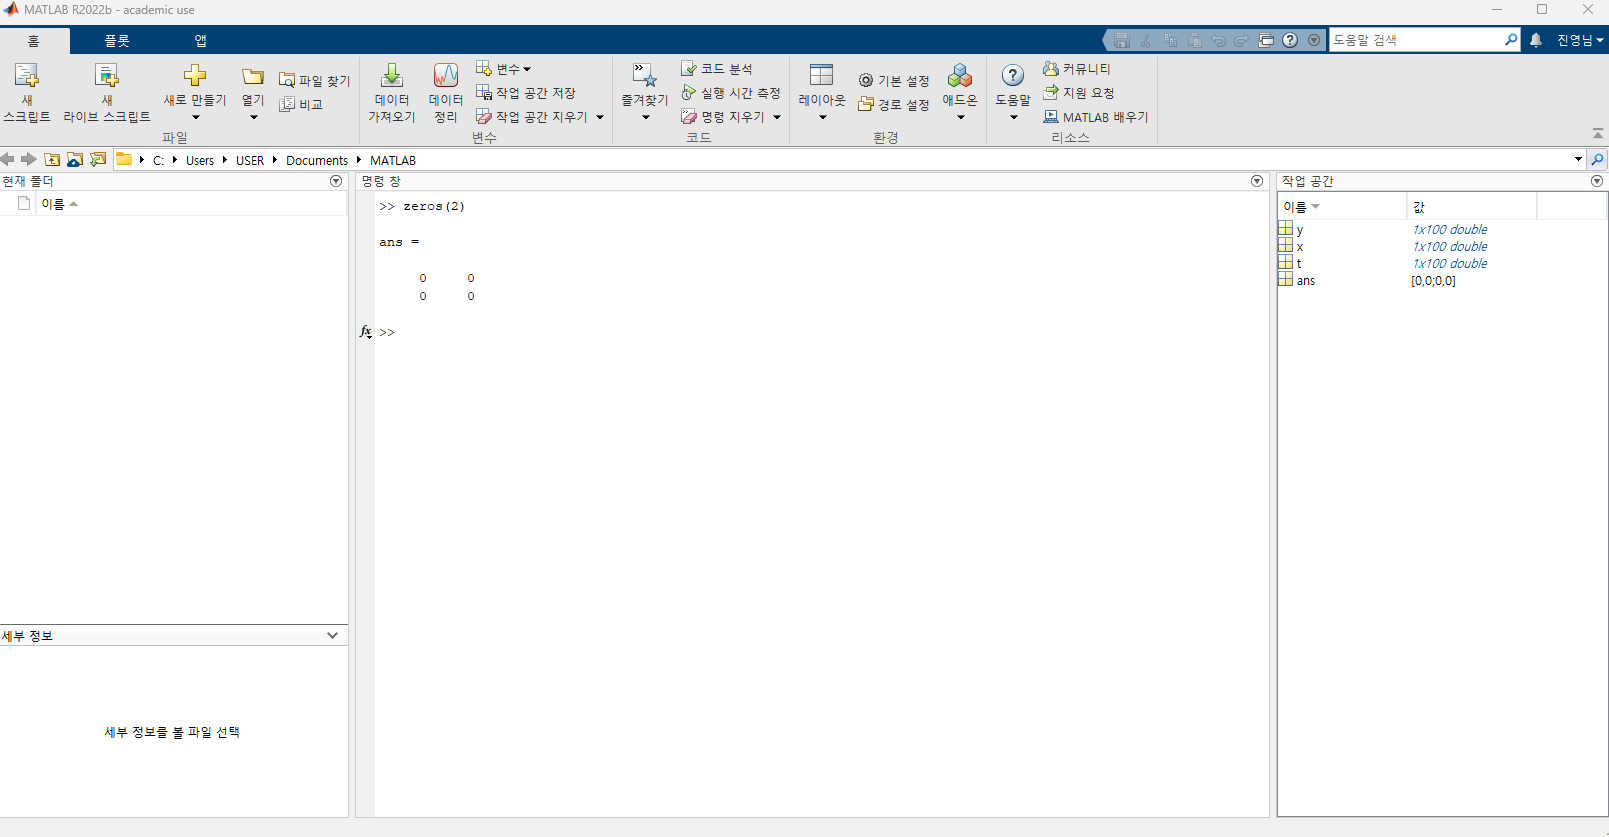 MATLAB R2022b - academic use
홈 플롯 앱
도움말 검색
진영님
새 스크립트
새 라이브 스크립트
새로 만들기
열기
파일 찾기
비교
파일
데이터 가져오기
데이터 정리
변수
작업 공간 저장
작업 공간 지우기
변수
즐겨찾기
코드 분석
실행 시간 측정
명령 지우기
코드
레이아웃
기본 설정
경로 설정
애드온
환경
도움말
커뮤니티
지원 요청
MATLAB 배우기
리소스
C: Users USER Documents MATLAB
현재 폴더
이름
세부 정보
세부 정보를 볼 파일 선택
명령 창
>> zeros(2)
ans =
0 0
0 0
fx >>
작업 공간
이름 값
y 1x100 double
x 1x100 double
t 1x100 double
ans [0,0;0,0]